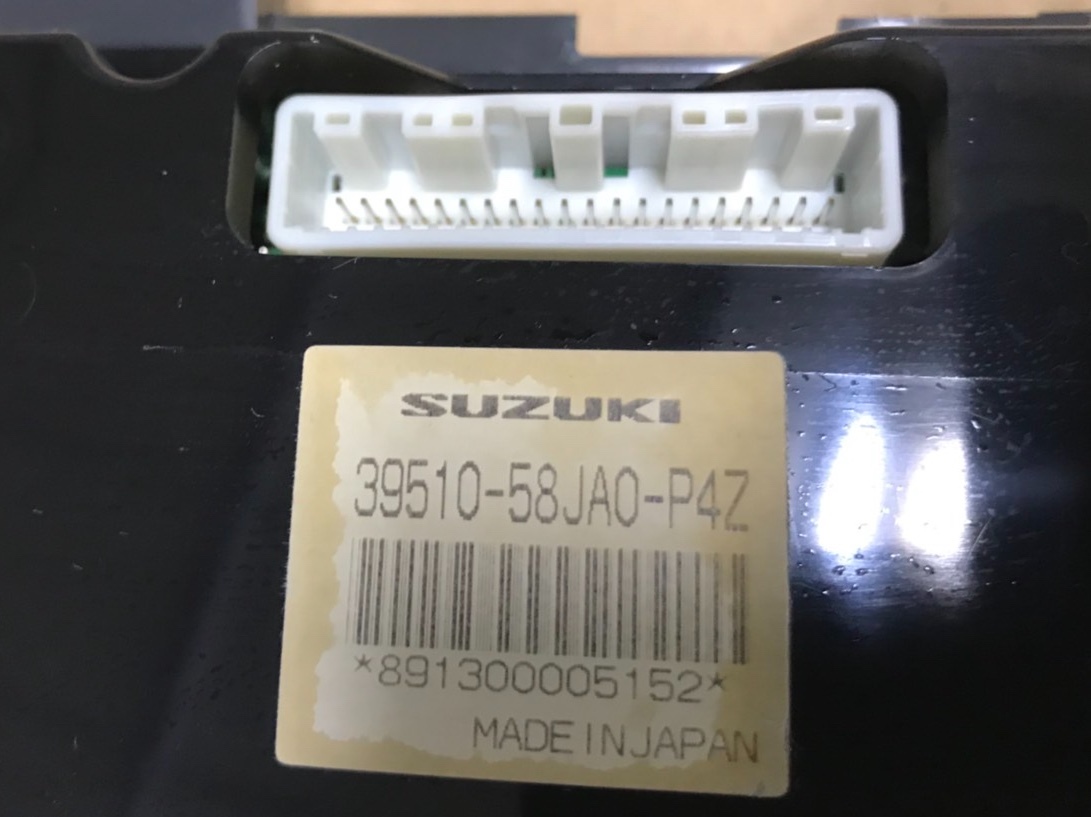 SUZUKI
39510-58JA0-P4Z
*891300005152*
MADE IN JAPAN